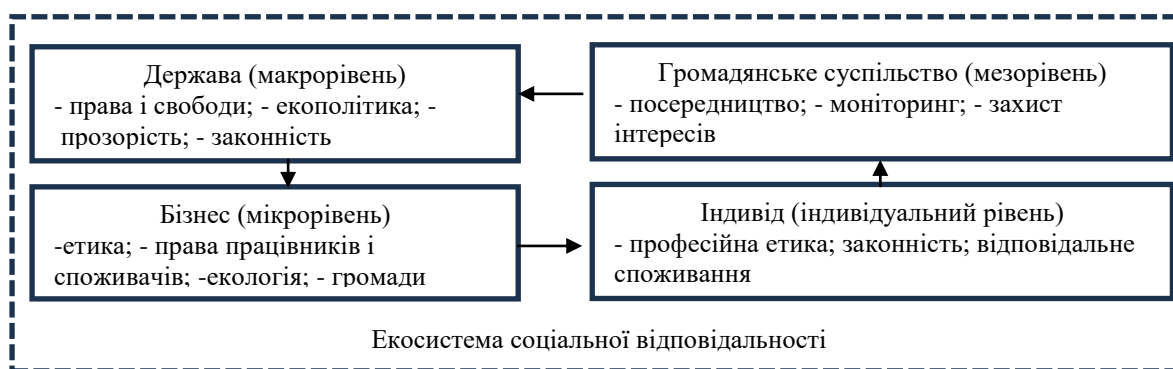 Держава (макрорівень)
- права і свободи; - екополітика; -
прозорість; - законність
Громадянське суспільство (мезорівень)
- посередництво; - моніторинг; - захист
інтересів
Бізнес (мікрорівень)
-етика; - права працівників і
споживачів; -екологія; - громади
Індивід (індивідуальний рівень)
- професійна етика; законність; відповідальне
споживання
Екосистема соціальної відповідальності